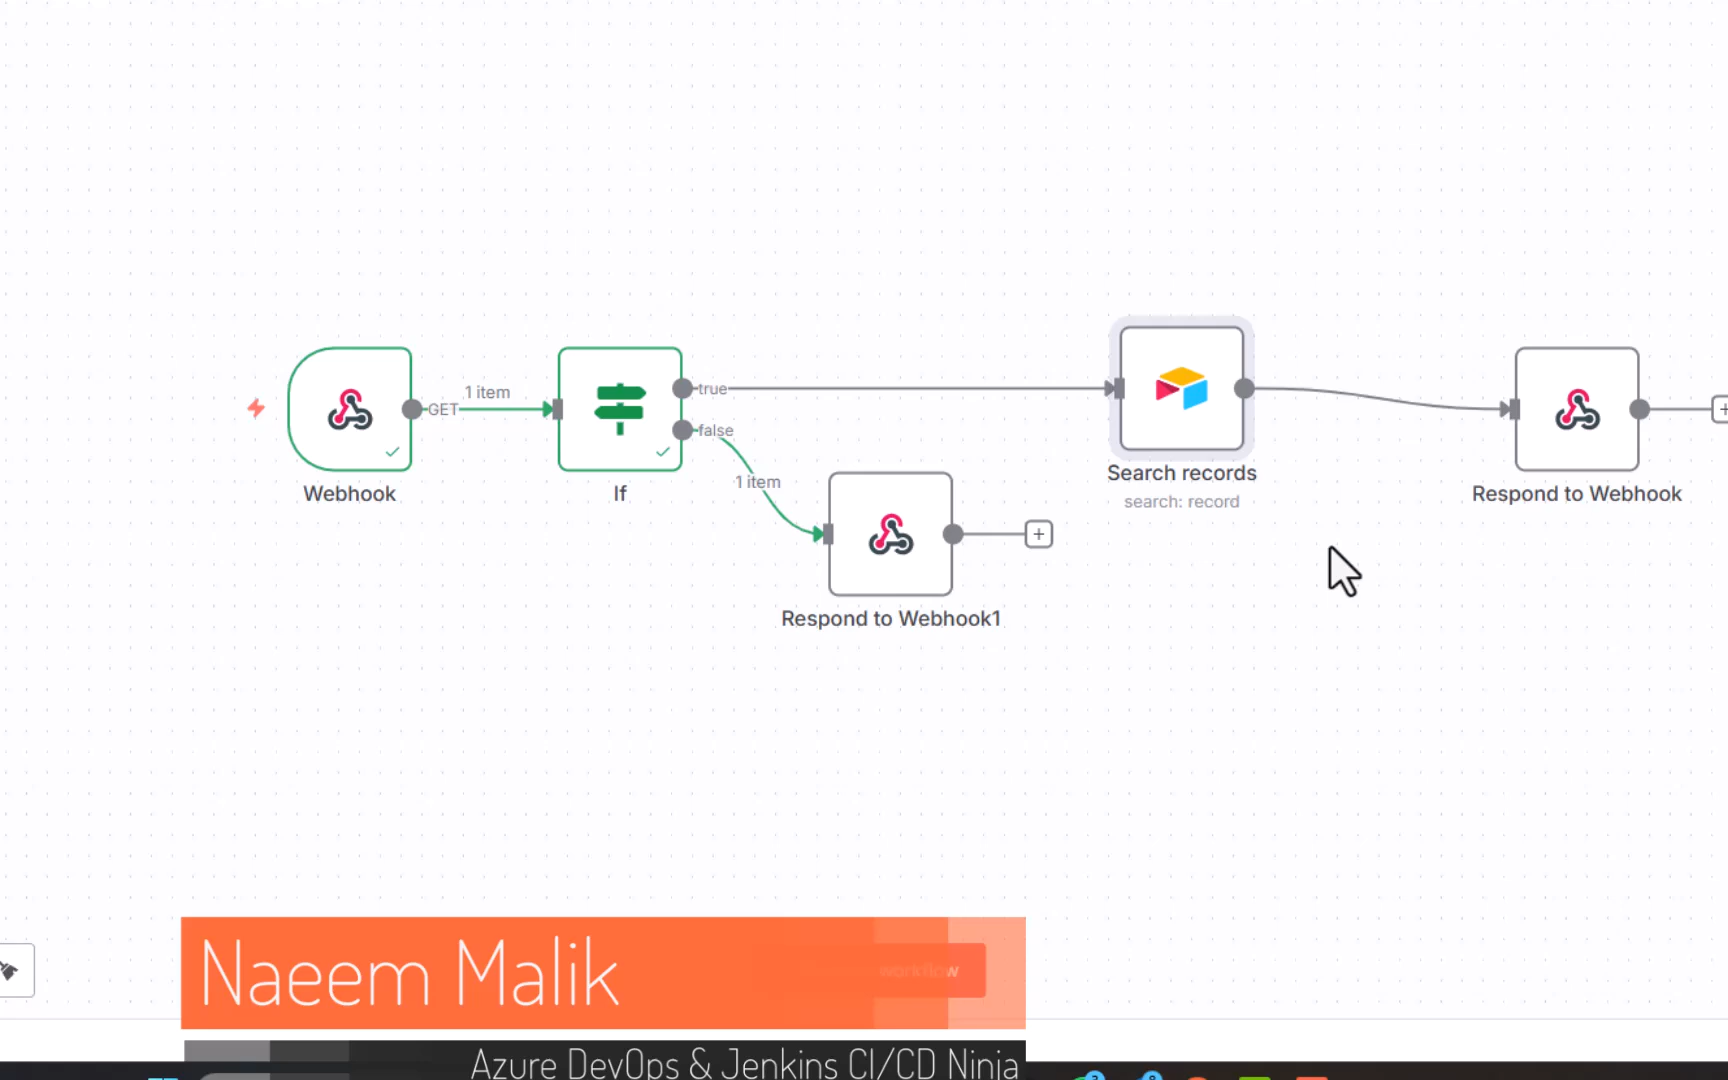 1 item
GET
true
false
1 item
Webhook
If
Search records
search: record
Respond to Webhook
Respond to Webhook1
Naeem Malik
workflow
Azure DevOps & Jenkins CI/CD Ninja